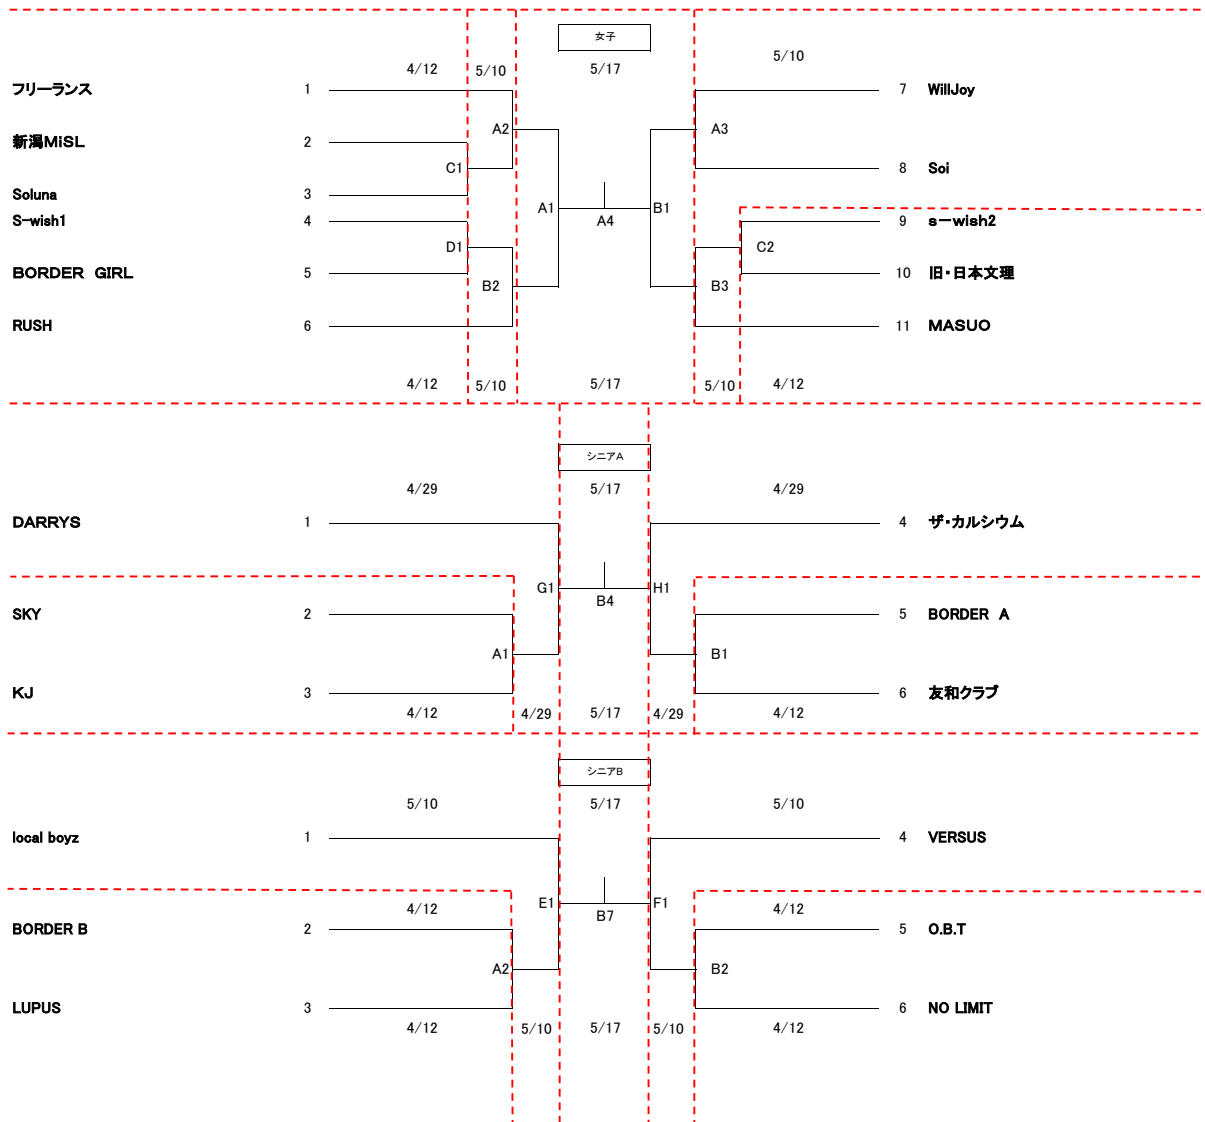 女子
4/12 5/10 5/17 5/10
フリーランス 1 7 WillJoy
A2 A3
新潟MiSL 2
C1 8 Soi
Soluna 3
A1 A4 B1
S-wish1 4 9 s－wish2
D1 C2
BORDER GIRL 5 10 旧・日本文理
B2 B3
RUSH 6 11 MASUO
4/12 5/10 5/17 5/10 4/12
シニアA
4/29 5/17 4/29
DARRYS 1 4 ザ・カルシウム
G1 B4 H1
SKY 2 5 BORDER A
A1 B1
KJ 3 6 友和クラブ
4/12 4/29 5/17 4/29 4/12
シニアB
5/10 5/17 5/10
local boyz 1 4 VERSUS
4/12 E1 B7 F1 4/12
BORDER B 2 5 O.B.T
A2 B2
LUPUS 3 6 NO LIMIT
4/12 5/10 5/17 5/10 4/12